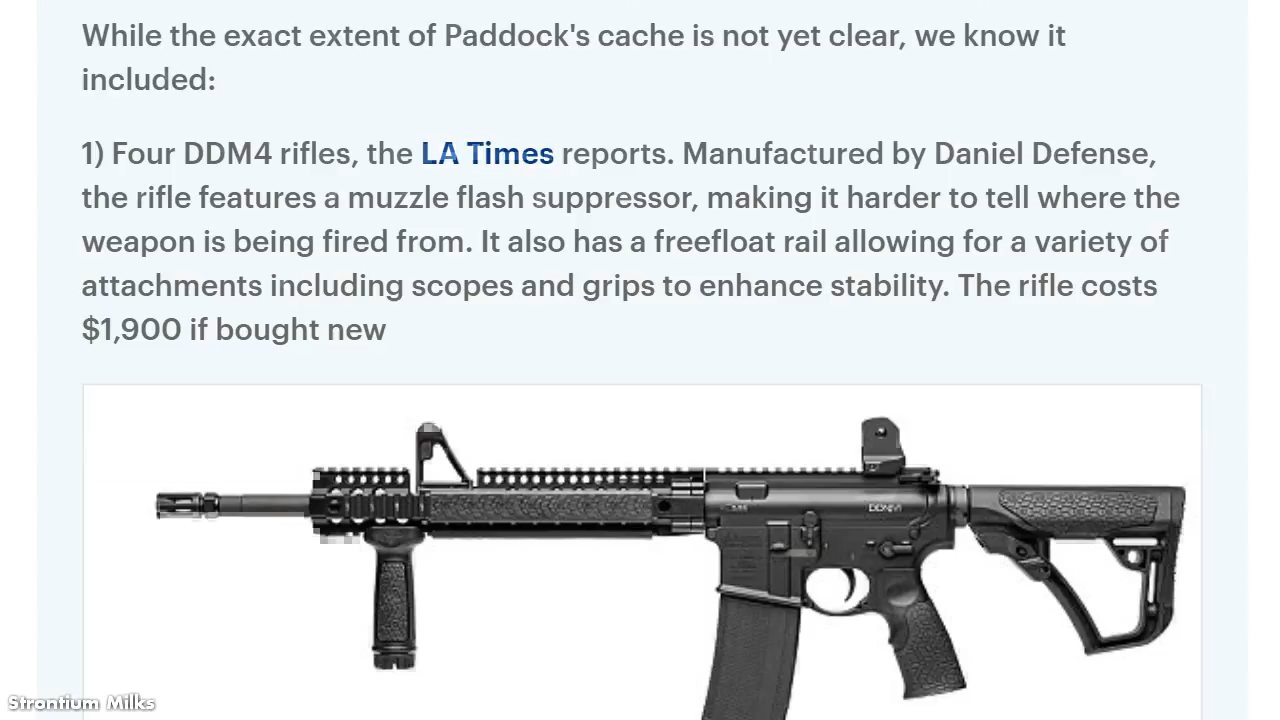 While the exact extent of Paddock's cache is not yet clear, we know it
included:
1) Four DDM4 rifles, the LA Times reports. Manufactured by Daniel Defense,
the rifle features a muzzle flash suppressor, making it harder to tell where the
weapon is being fired from. It also has a freefloat rail allowing for a variety of
attachments including scopes and grips to enhance stability. The rifle costs
$1,900 if bought new
Strontium Milks